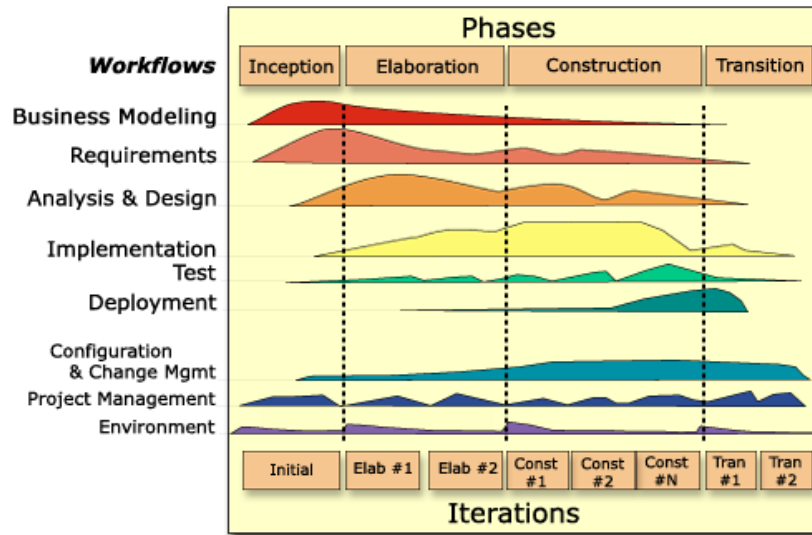 Phases
Workflows
Inception
Elaboration
Construction
Transition
Business Modeling
Requirements
Analysis & Design
Implementation
Test
Deployment
Configuration
& Change Mgmt
Project Management
Environment
Initial
Elab #1
Elab #2
Const
#1
Const
#2
Const
#N
Tran
#1
Tran
#2
Iterations